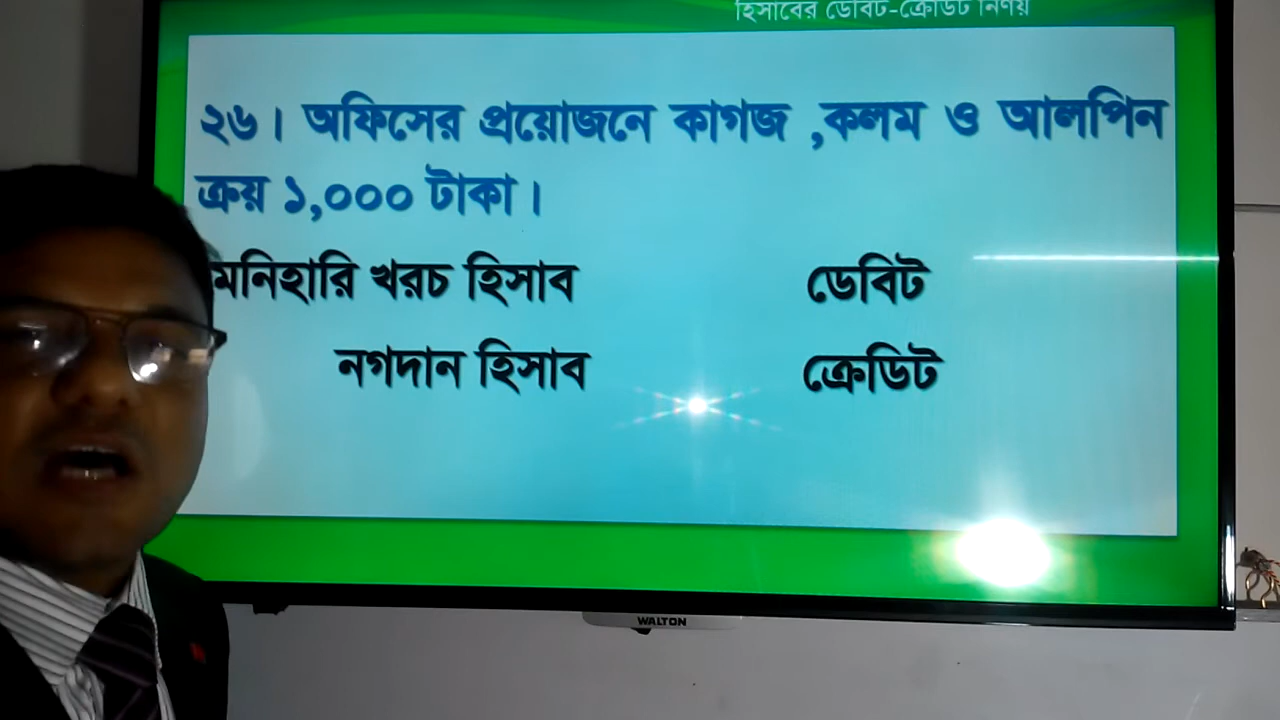 হিসাবের ডেবিট-ক্রেডিট নির্ণয়
২৬। অফিসের প্রয়োজনে কাগজ ,কলম ও আলপিন
ক্রয় ১,০০০ টাকা।
মনিহারি খরচ হিসাব ডেবিট
নগদান হিসাব ক্রেডিট
WALTON